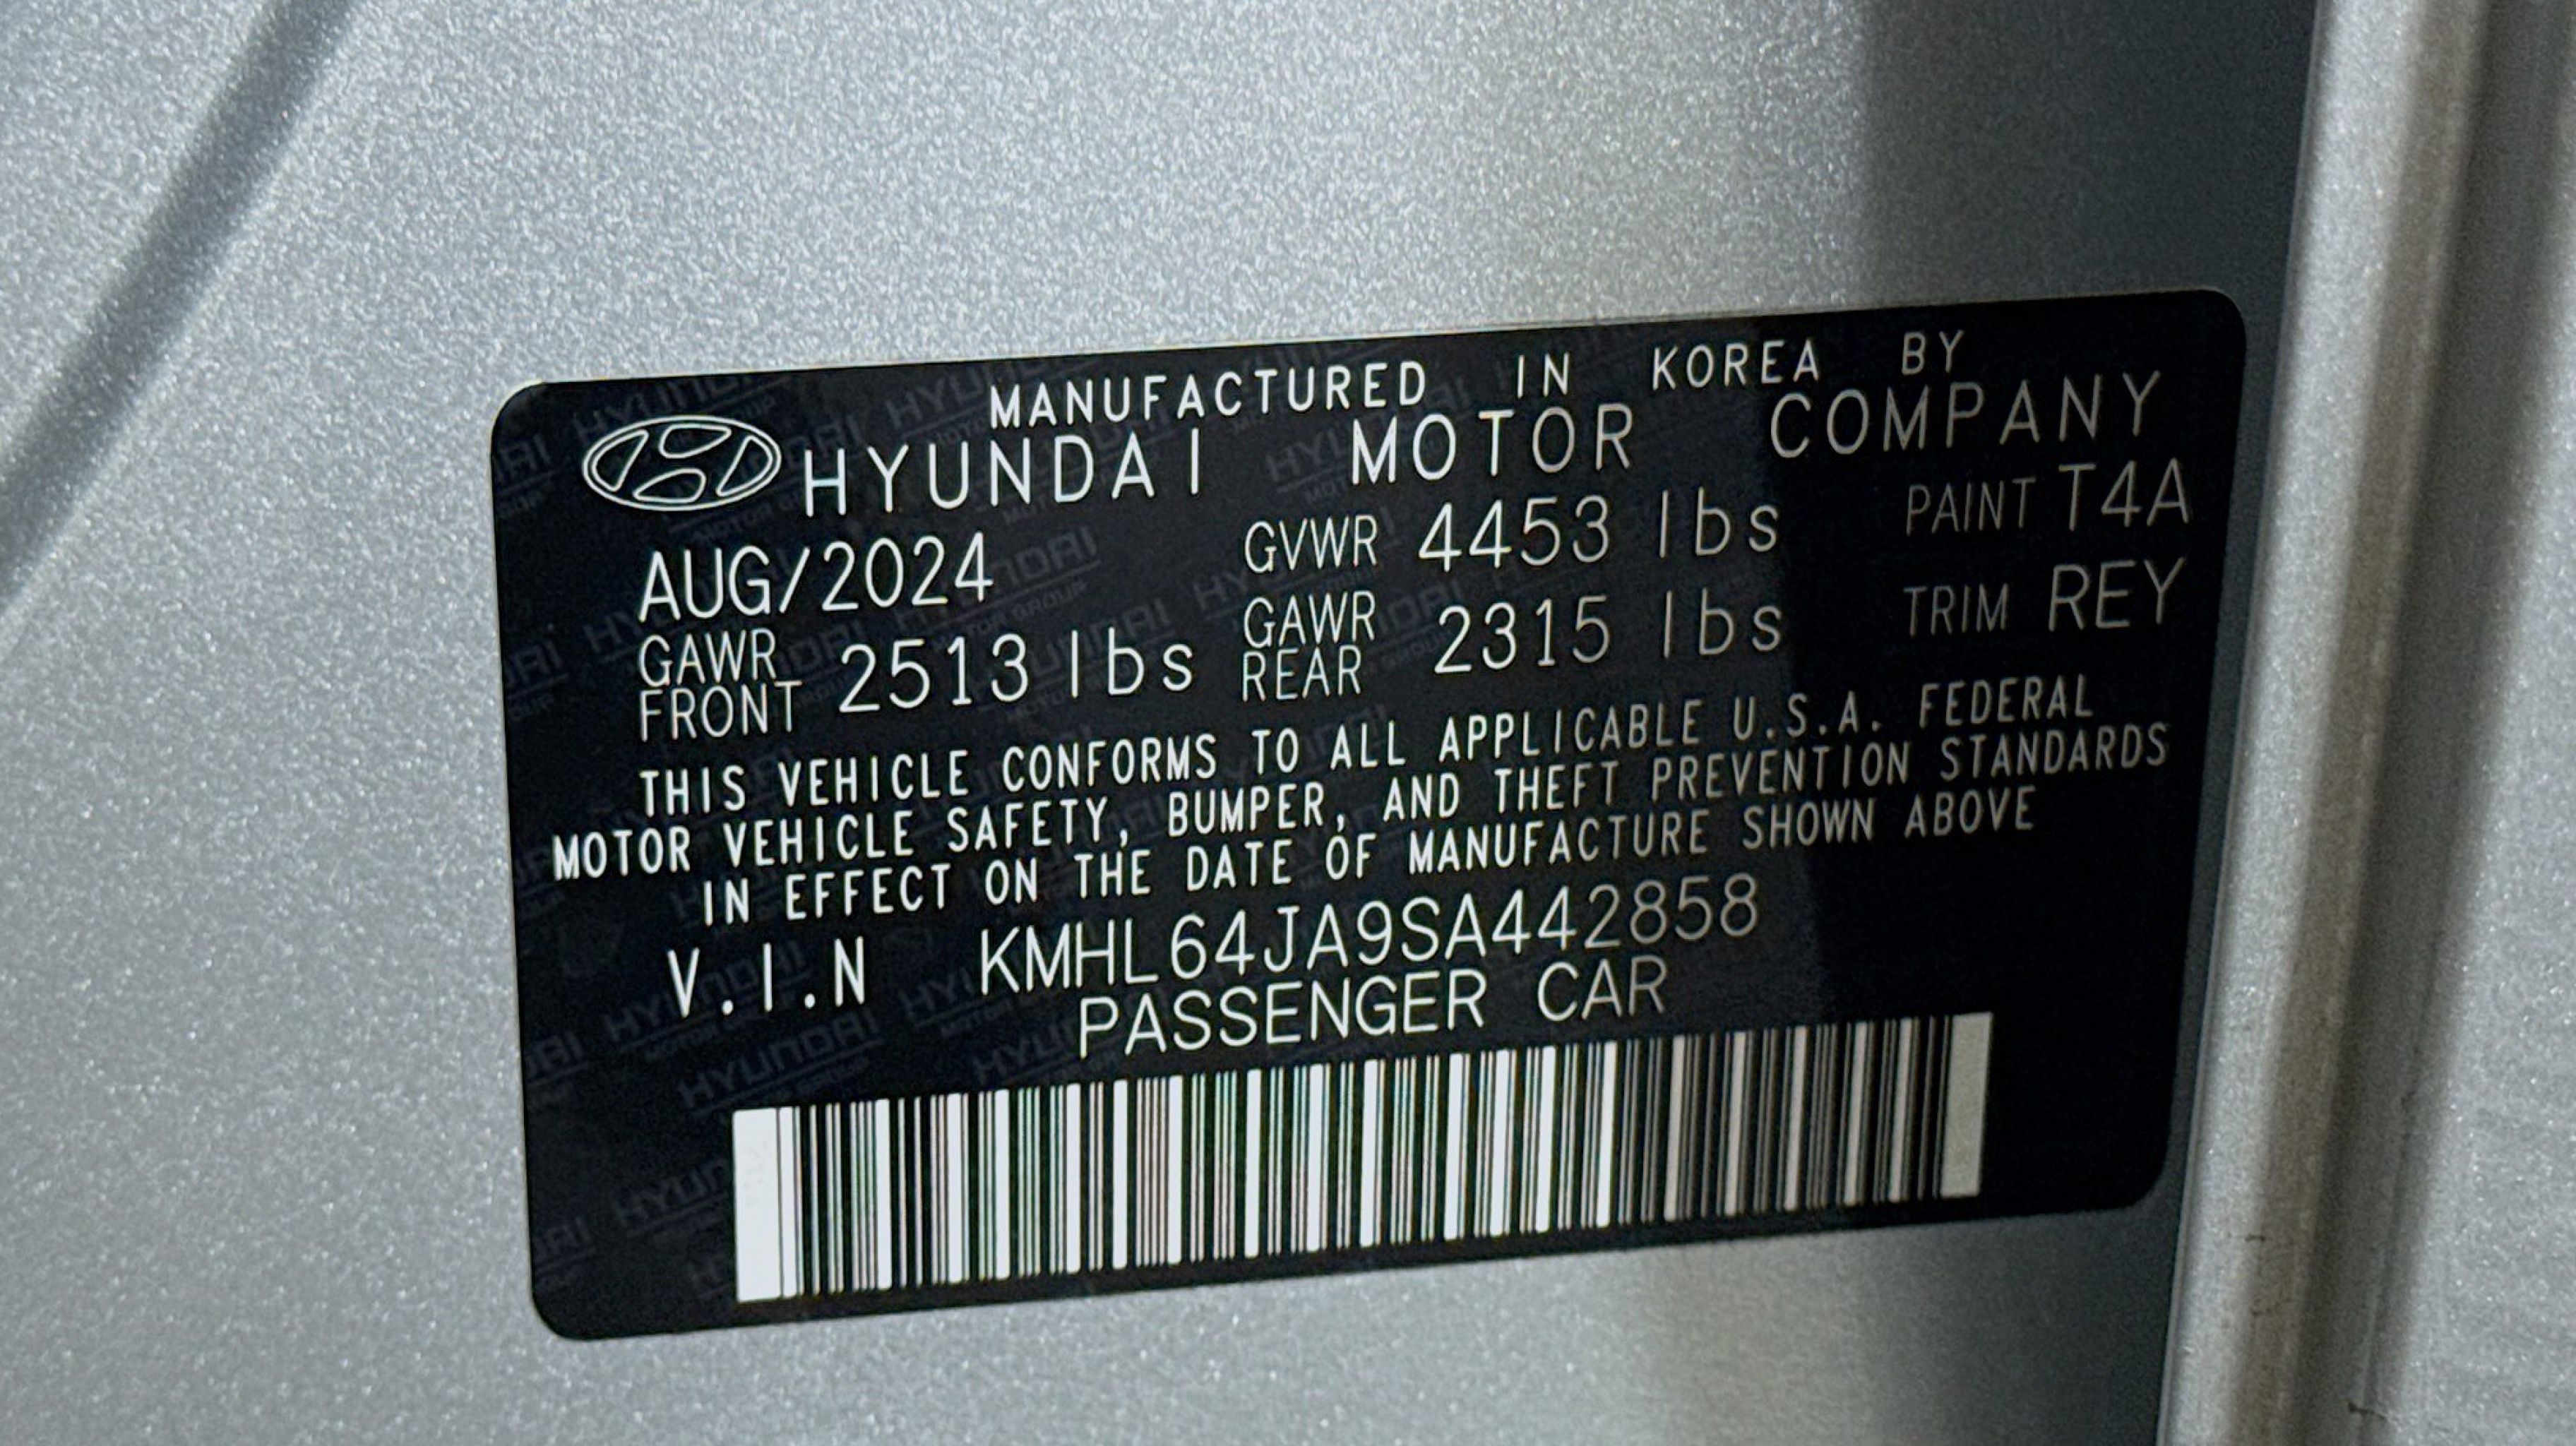 MANUFACTURED IN KOREA BY
HYUNDAI MOTOR COMPANY
AUG/2024 GVWR 4453 lbs PAINT T4A
GAWR FRONT 2513 lbs GAWR REAR 2315 lbs TRIM REY
THIS VEHICLE CONFORMS TO ALL APPLICABLE U.S.A. FEDERAL
MOTOR VEHICLE SAFETY, BUMPER, AND THEFT PREVENTION STANDARDS
IN EFFECT ON THE DATE OF MANUFACTURE SHOWN ABOVE
V.I.N KMHL64JA9SA442858
PASSENGER CAR